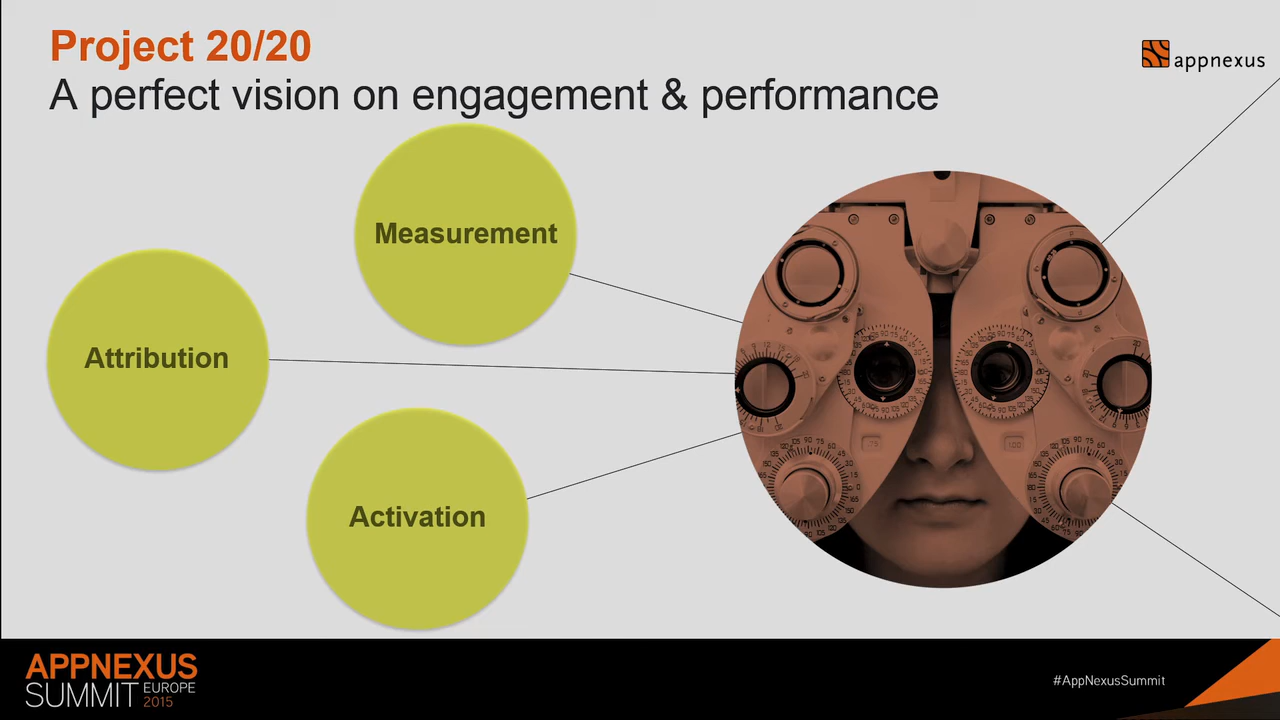 Project 20/20
A perfect vision on engagement & performance
appnexus
Measurement
Attribution
Activation
APPNEXUS
SUMMIT EUROPE 2015
#AppNexusSummit